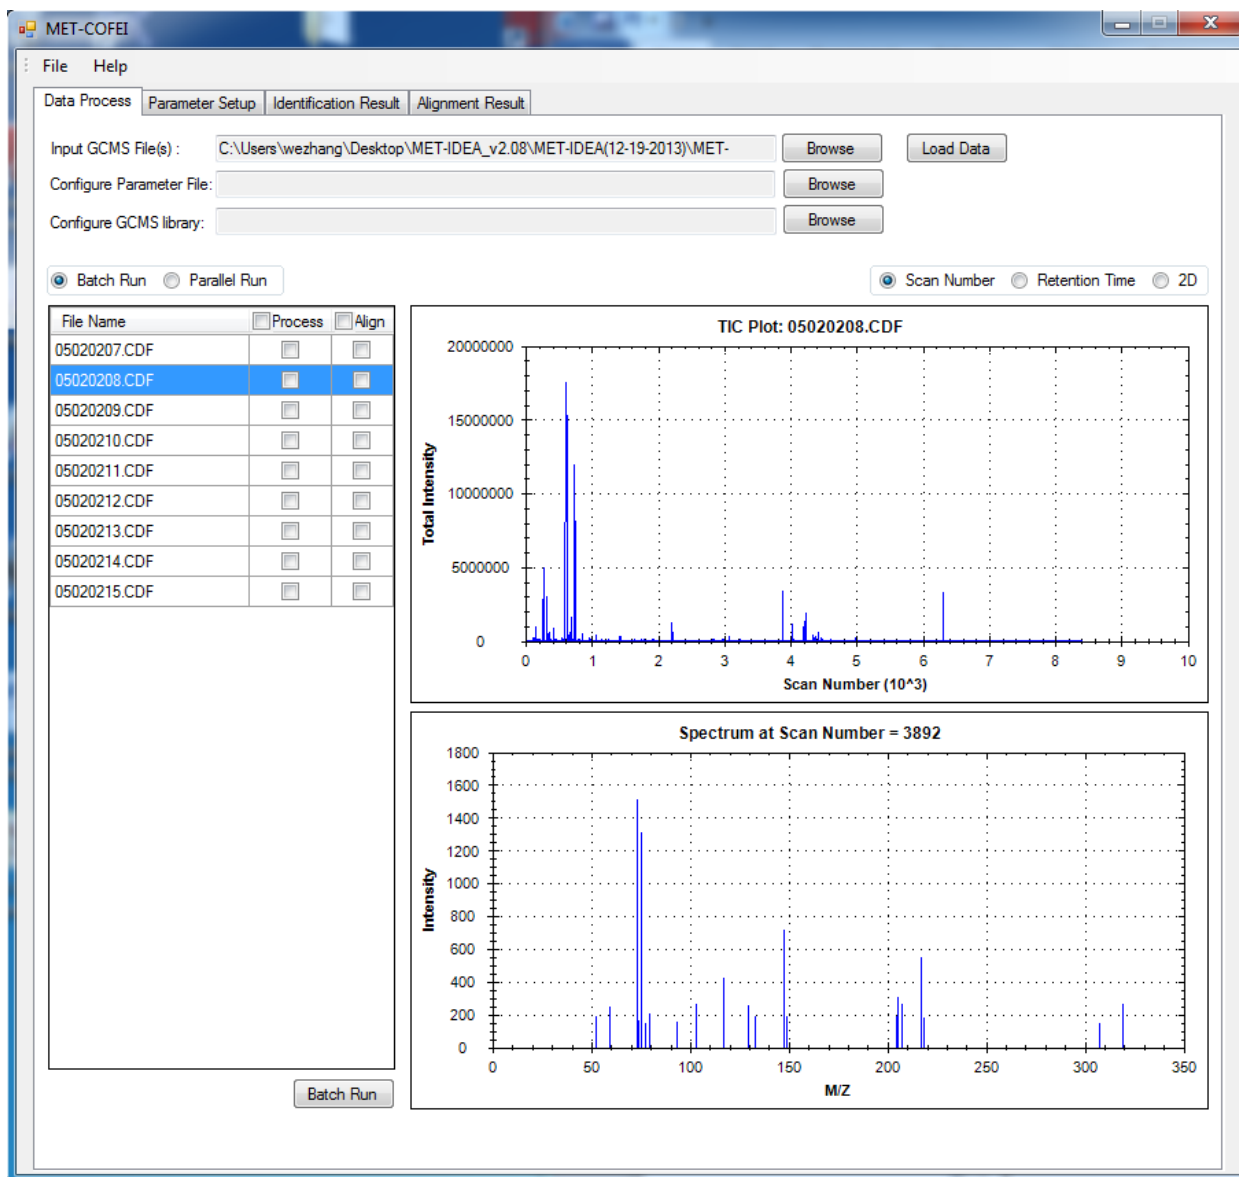 MET-COFEI
File Help
Data Process Parameter Setup Identification Result Alignment Result
Input GCMS File(s) : C:\Users\wezhang\Desktop\MET-IDEA_v2.08\MET-IDEA(12-19-2013)\MET- Browse Load Data
Configure Parameter File: Browse
Configure GCMS library: Browse
Batch Run Parallel Run Scan Number Retention Time 2D
File Name Process Align
05020207.CDF
05020208.CDF
05020209.CDF
05020210.CDF
05020211.CDF
05020212.CDF
05020213.CDF
05020214.CDF
05020215.CDF
Batch Run
TIC Plot: 05020208.CDF
Total Intensity
20000000
15000000
10000000
5000000
0
0 1 2 3 4 5 6 7 8 9 10
Scan Number (10^3)
Spectrum at Scan Number = 3892
Intensity
1800
1600
1400
1200
1000
800
600
400
200
0
0 50 100 150 200 250 300 350
M/Z